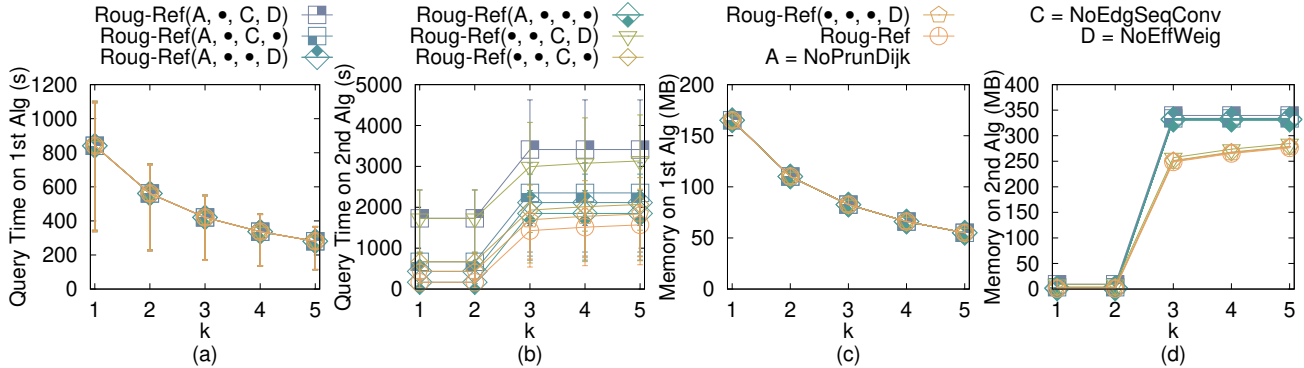 Roug-Ref(A, •, C, D)
Roug-Ref(A, •, C, •)
Roug-Ref(A, •, •, D)
Roug-Ref(A, •, •, •)
Roug-Ref(•, •, C, D)
Roug-Ref(•, •, C, •)
Roug-Ref(•, •, •, D)
Roug-Ref
A = NoPrunDijk
C = NoEdgSeqConv
D = NoEffWeig
Query Time on 1st Alg (s)
1200
1000
800
600
400
200
0
1 2 3 4 5
k
(a)
Query Time on 2nd Alg (s)
5000
4000
3000
2000
1000
0
1 2 3 4 5
k
(b)
Memory on 1st Alg (MB)
200
150
100
50
0
1 2 3 4 5
k
(c)
Memory on 2nd Alg (MB)
400
350
300
250
200
150
100
50
0
1 2 3 4 5
k
(d)